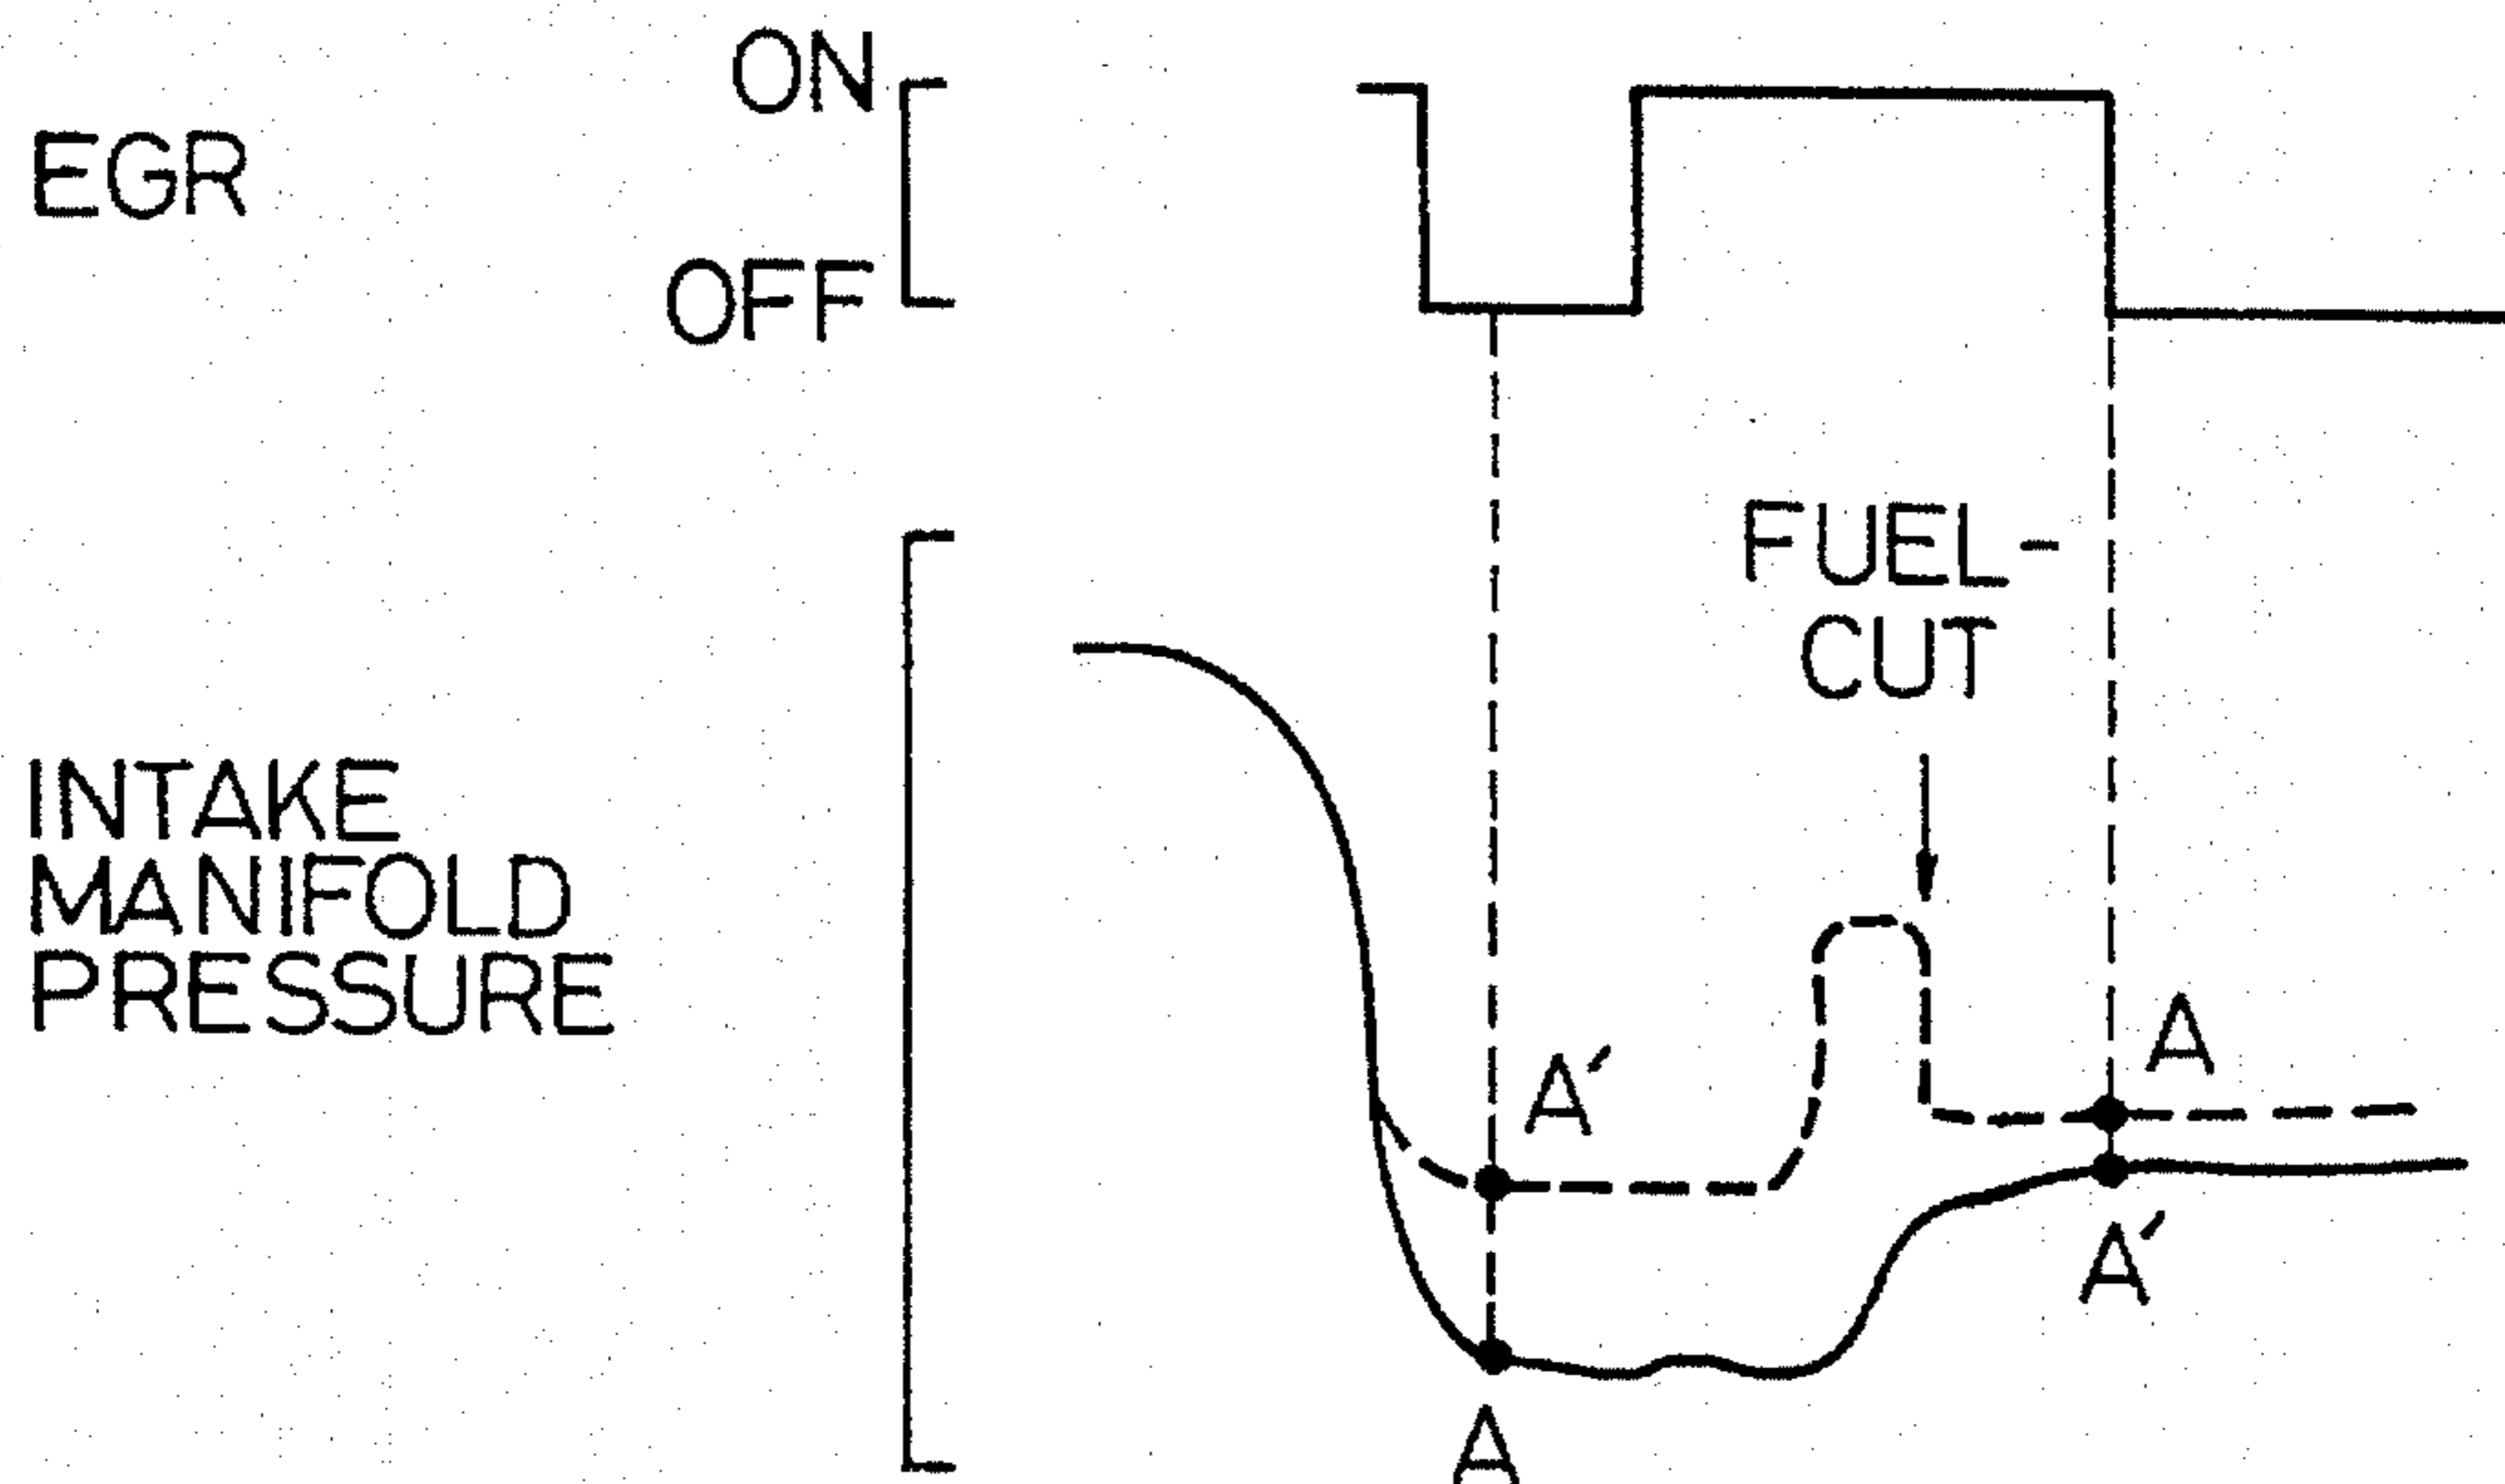 ON
EGR
OFF
FUEL-
CUT
INTAKE
MANIFOLD
PRESSURE
A
A′
A′
A